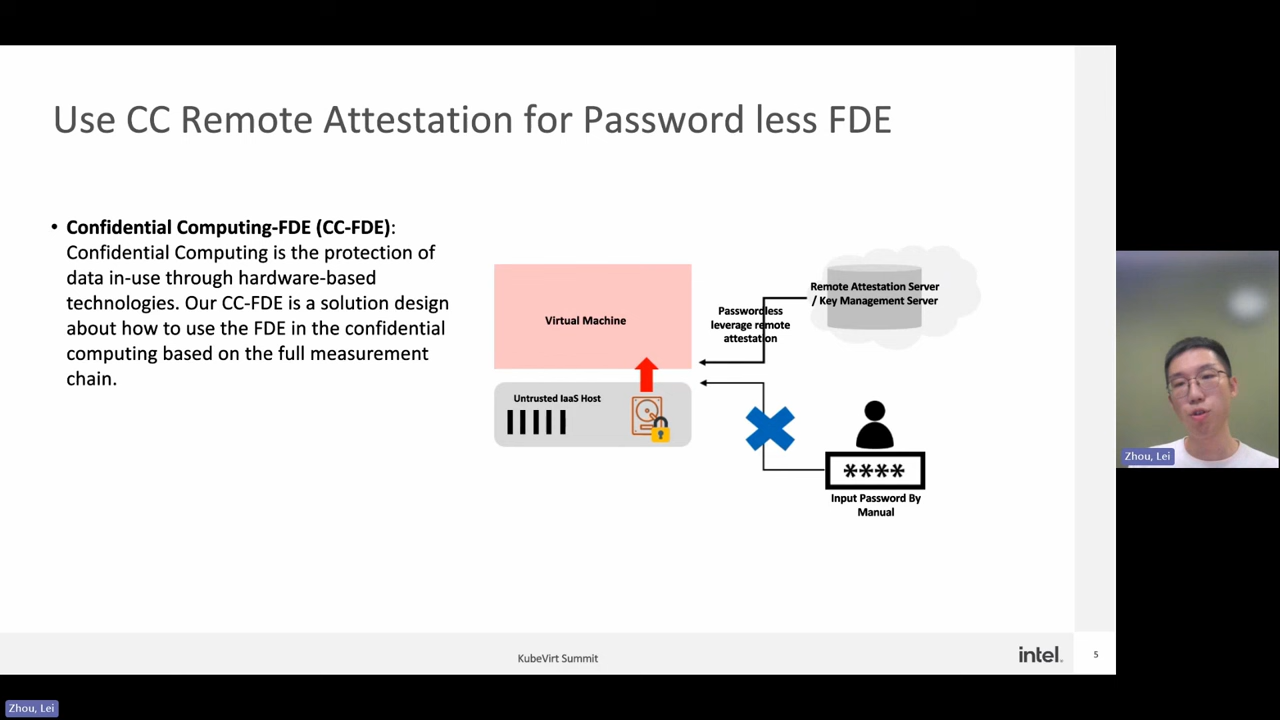 Use CC Remote Attestation for Password less FDE
• Confidential Computing-FDE (CC-FDE):
Confidential Computing is the protection of
data in-use through hardware-based
technologies. Our CC-FDE is a solution design
about how to use the FDE in the confidential
computing based on the full measurement
chain.
Virtual Machine
Untrusted IaaS Host
Passwordless
leverage remote
attestation
Remote Attestation Server
/ Key Management Server
****
Input Password By
Manual
KubeVirt Summit
intel.
5
Zhou, Lei
Zhou, Lei